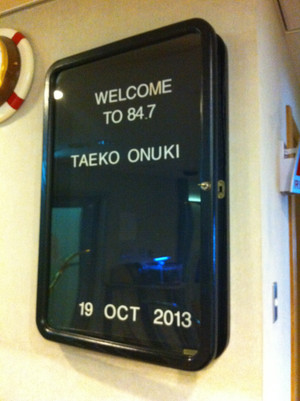 WELCOME
TO 84.7
TAEKO ONUKI
19 OCT 2013